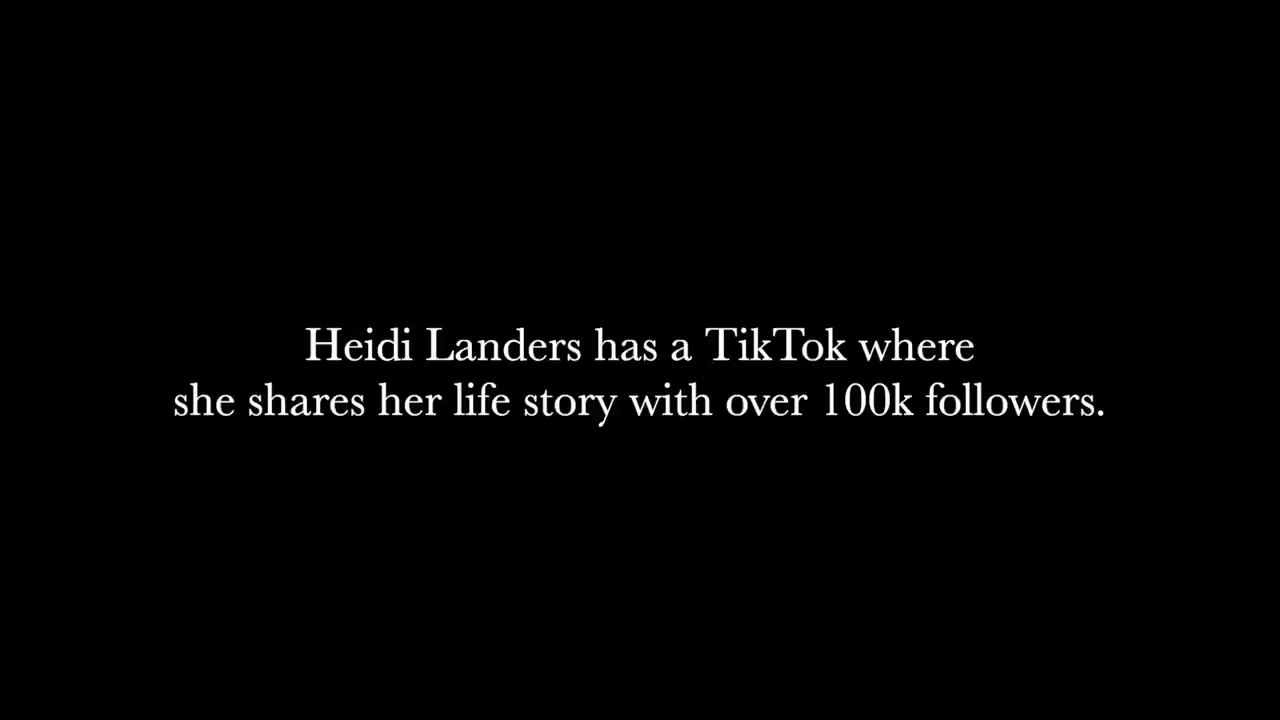 Heidi Landers has a TikTok where
she shares her life story with over 100k followers.